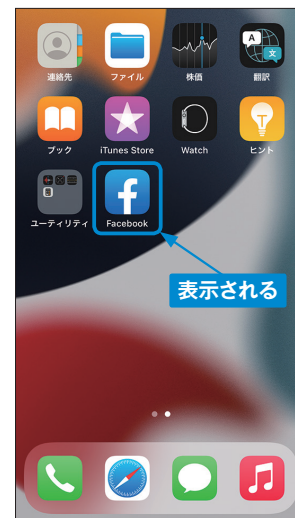 連絡先
ファイル
株価
翻訳
A
文
ブック
iTunes Store
Watch
ヒント
ユーティリティ
Facebook
表示される